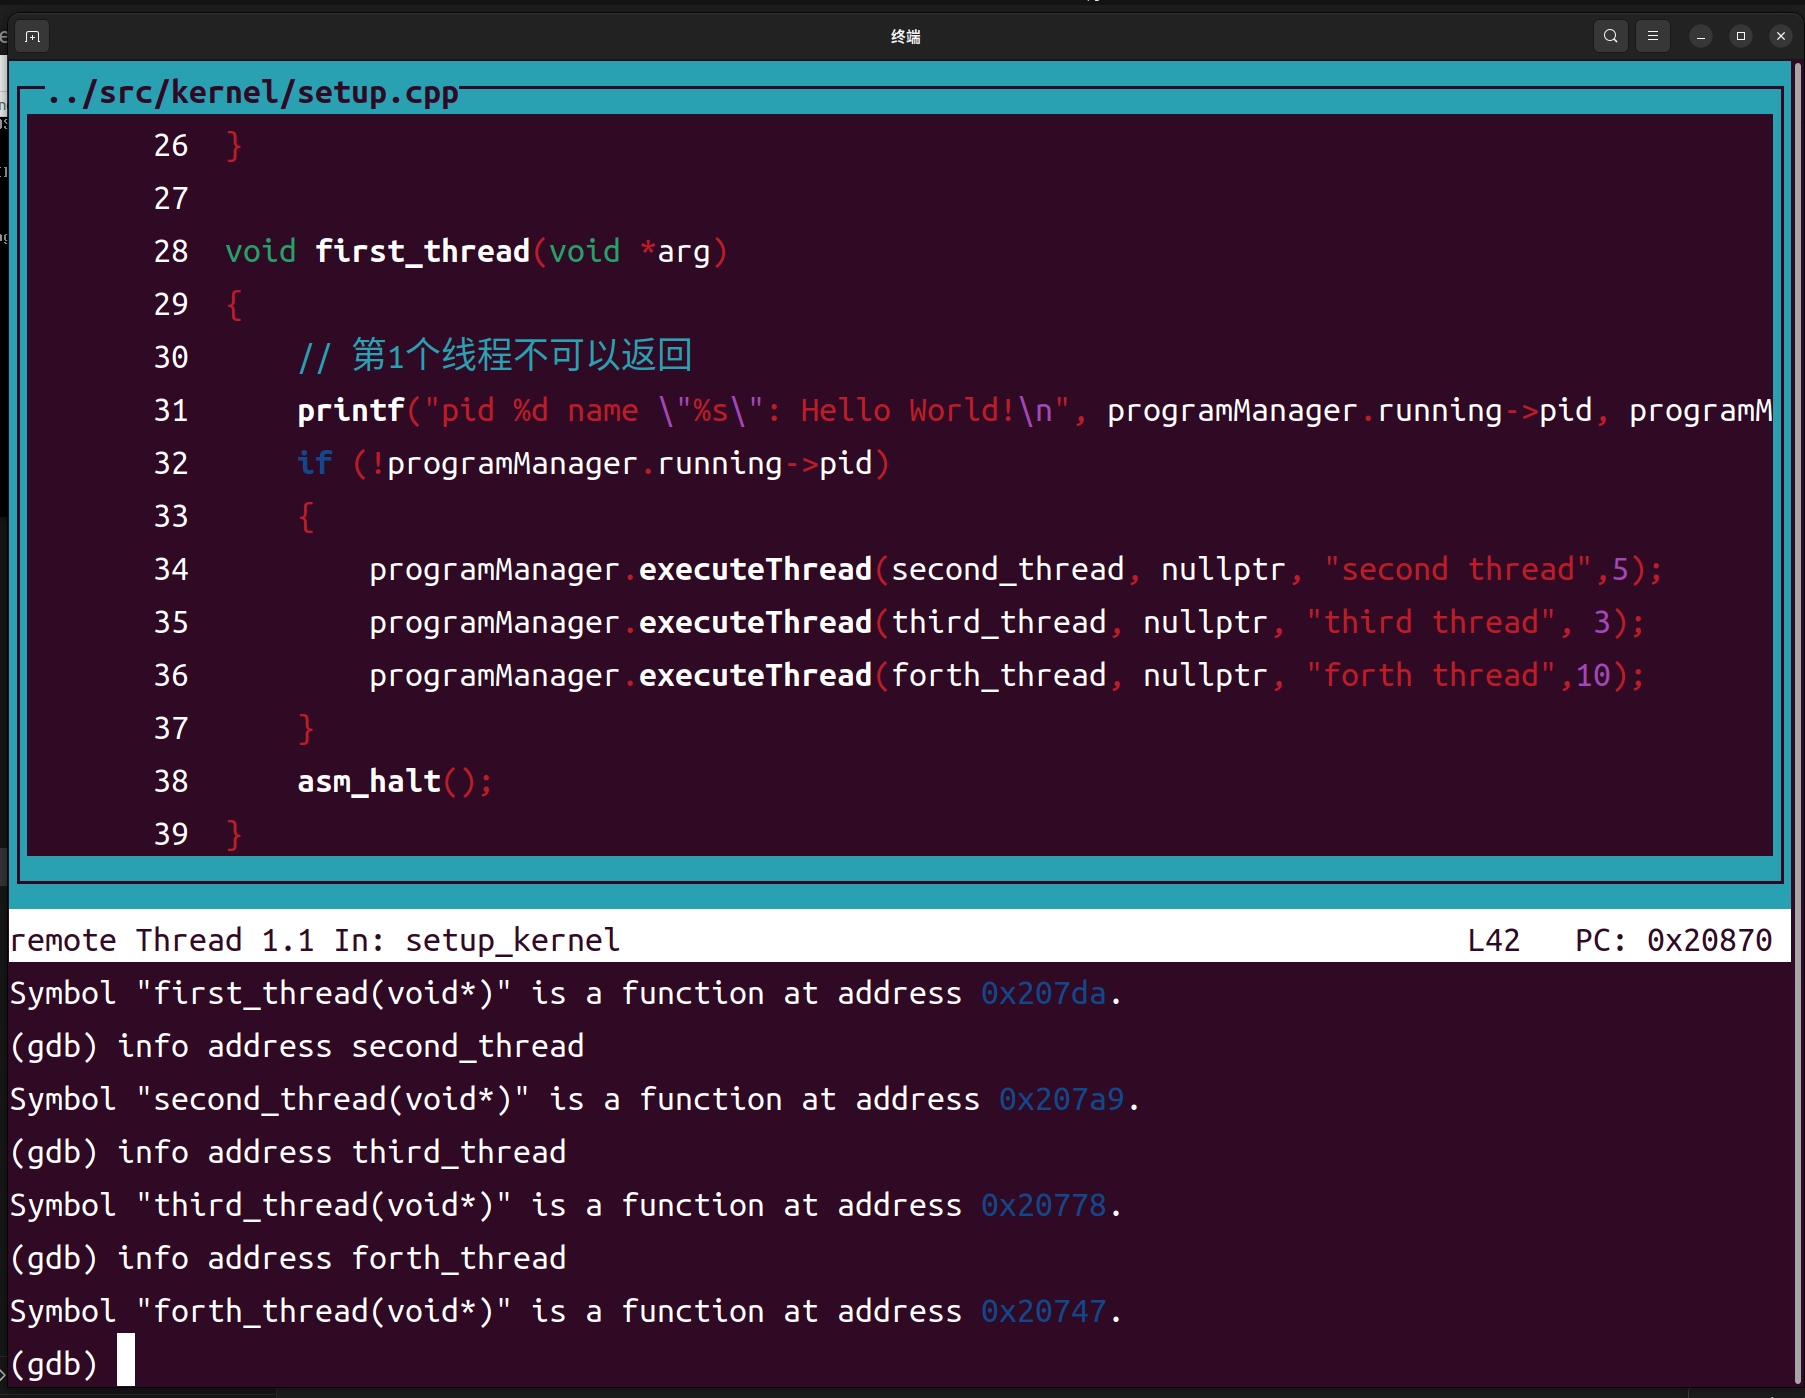 终端
../src/kernel/setup.cpp
26 }
27
28 void first_thread(void *arg)
29 {
30 // 第1个线程不可以返回
31 printf("pid %d name \"%s\": Hello World!\n", programManager.running->pid, programM
32 if (!programManager.running->pid)
33 {
34 programManager.executeThread(second_thread, nullptr, "second thread",5);
35 programManager.executeThread(third_thread, nullptr, "third thread", 3);
36 programManager.executeThread(forth_thread, nullptr, "forth thread",10);
37 }
38 asm_halt();
39 }
remote Thread 1.1 In: setup_kernel L42 PC: 0x20870
Symbol "first_thread(void*)" is a function at address 0x207da.
(gdb) info address second_thread
Symbol "second_thread(void*)" is a function at address 0x207a9.
(gdb) info address third_thread
Symbol "third_thread(void*)" is a function at address 0x20778.
(gdb) info address forth_thread
Symbol "forth_thread(void*)" is a function at address 0x20747.
(gdb)